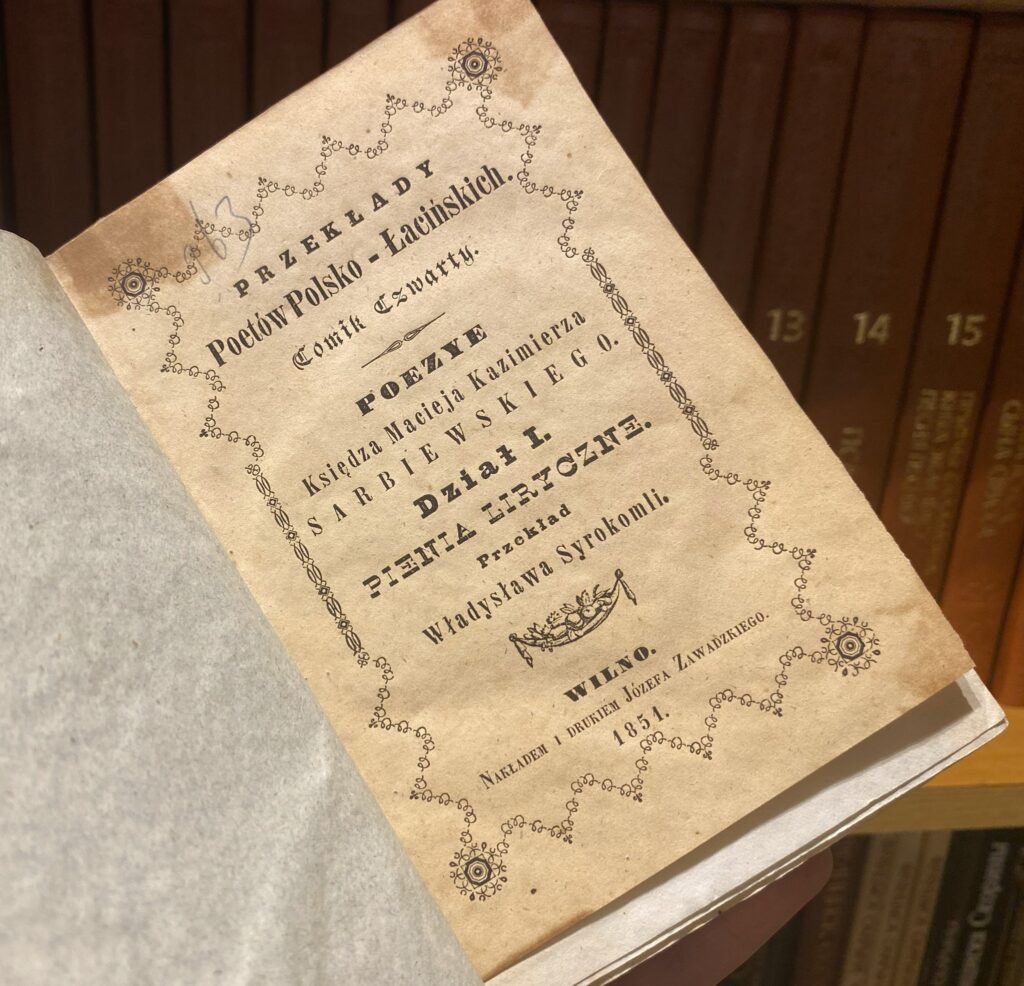 PRZEKŁADY
Poetów Polsko - Łacińskich.
Tomik Czwarty.
POEZYE
Księdza Macieja Kazimierza
SARBIEWSKIEGO.
Dział I.
PIENIA LIRYCZNE.
Przekład
Władysława Syrokomli.
WILNO.
Nakładem i drukiem Józefa Zawadzkiego.
1851.
13
14
15